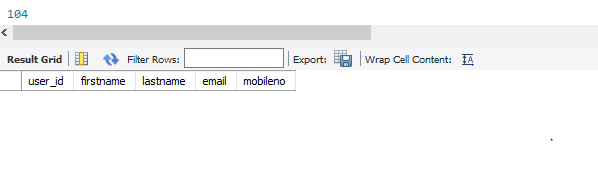 104
Result Grid Filter Rows: Export: Wrap Cell Content:
user_id firstname lastname email mobileno